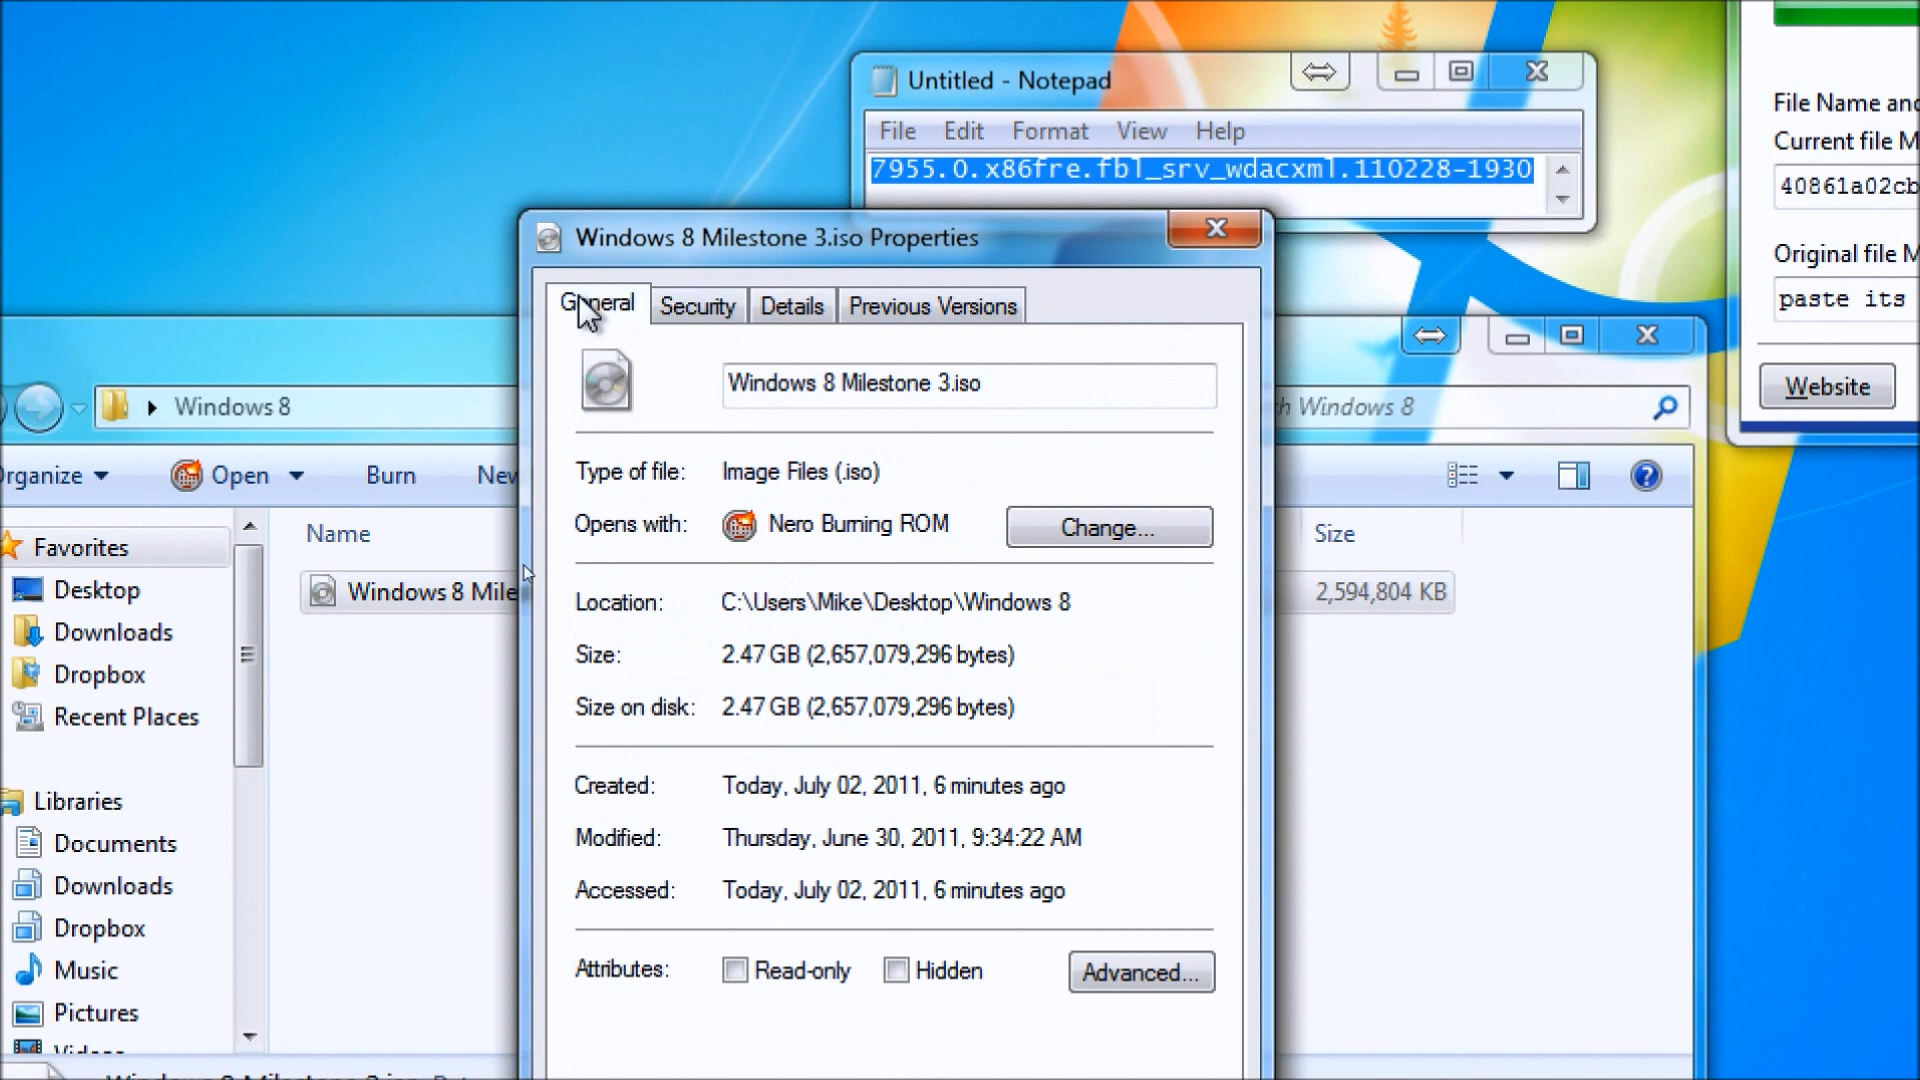 Untitled - Notepad
File Edit Format View Help
7955.0.x86fre.fbl_srv_wdacxml.110228-1930
File Name and
Current file M
40861a02cb
Original file M
paste its
Website
Windows 8 Milestone 3.iso Properties
General Security Details Previous Versions
Windows 8 Milestone 3.iso
Type of file: Image Files (.iso)
Opens with: Nero Burning ROM Change...
Location: C:\Users\Mike\Desktop\Windows 8
Size: 2.47 GB (2,657,079,296 bytes)
Size on disk: 2.47 GB (2,657,079,296 bytes)
Created: Today, July 02, 2011, 6 minutes ago
Modified: Thursday, June 30, 2011, 9:34:22 AM
Accessed: Today, July 02, 2011, 6 minutes ago
Attributes: Read-only Hidden Advanced...
Windows 8
h Windows 8
rganize Open Burn New
Name Size
Windows 8 Mile 2,594,804 KB
Favorites
Desktop
Downloads
Dropbox
Recent Places
Libraries
Documents
Downloads
Dropbox
Music
Pictures